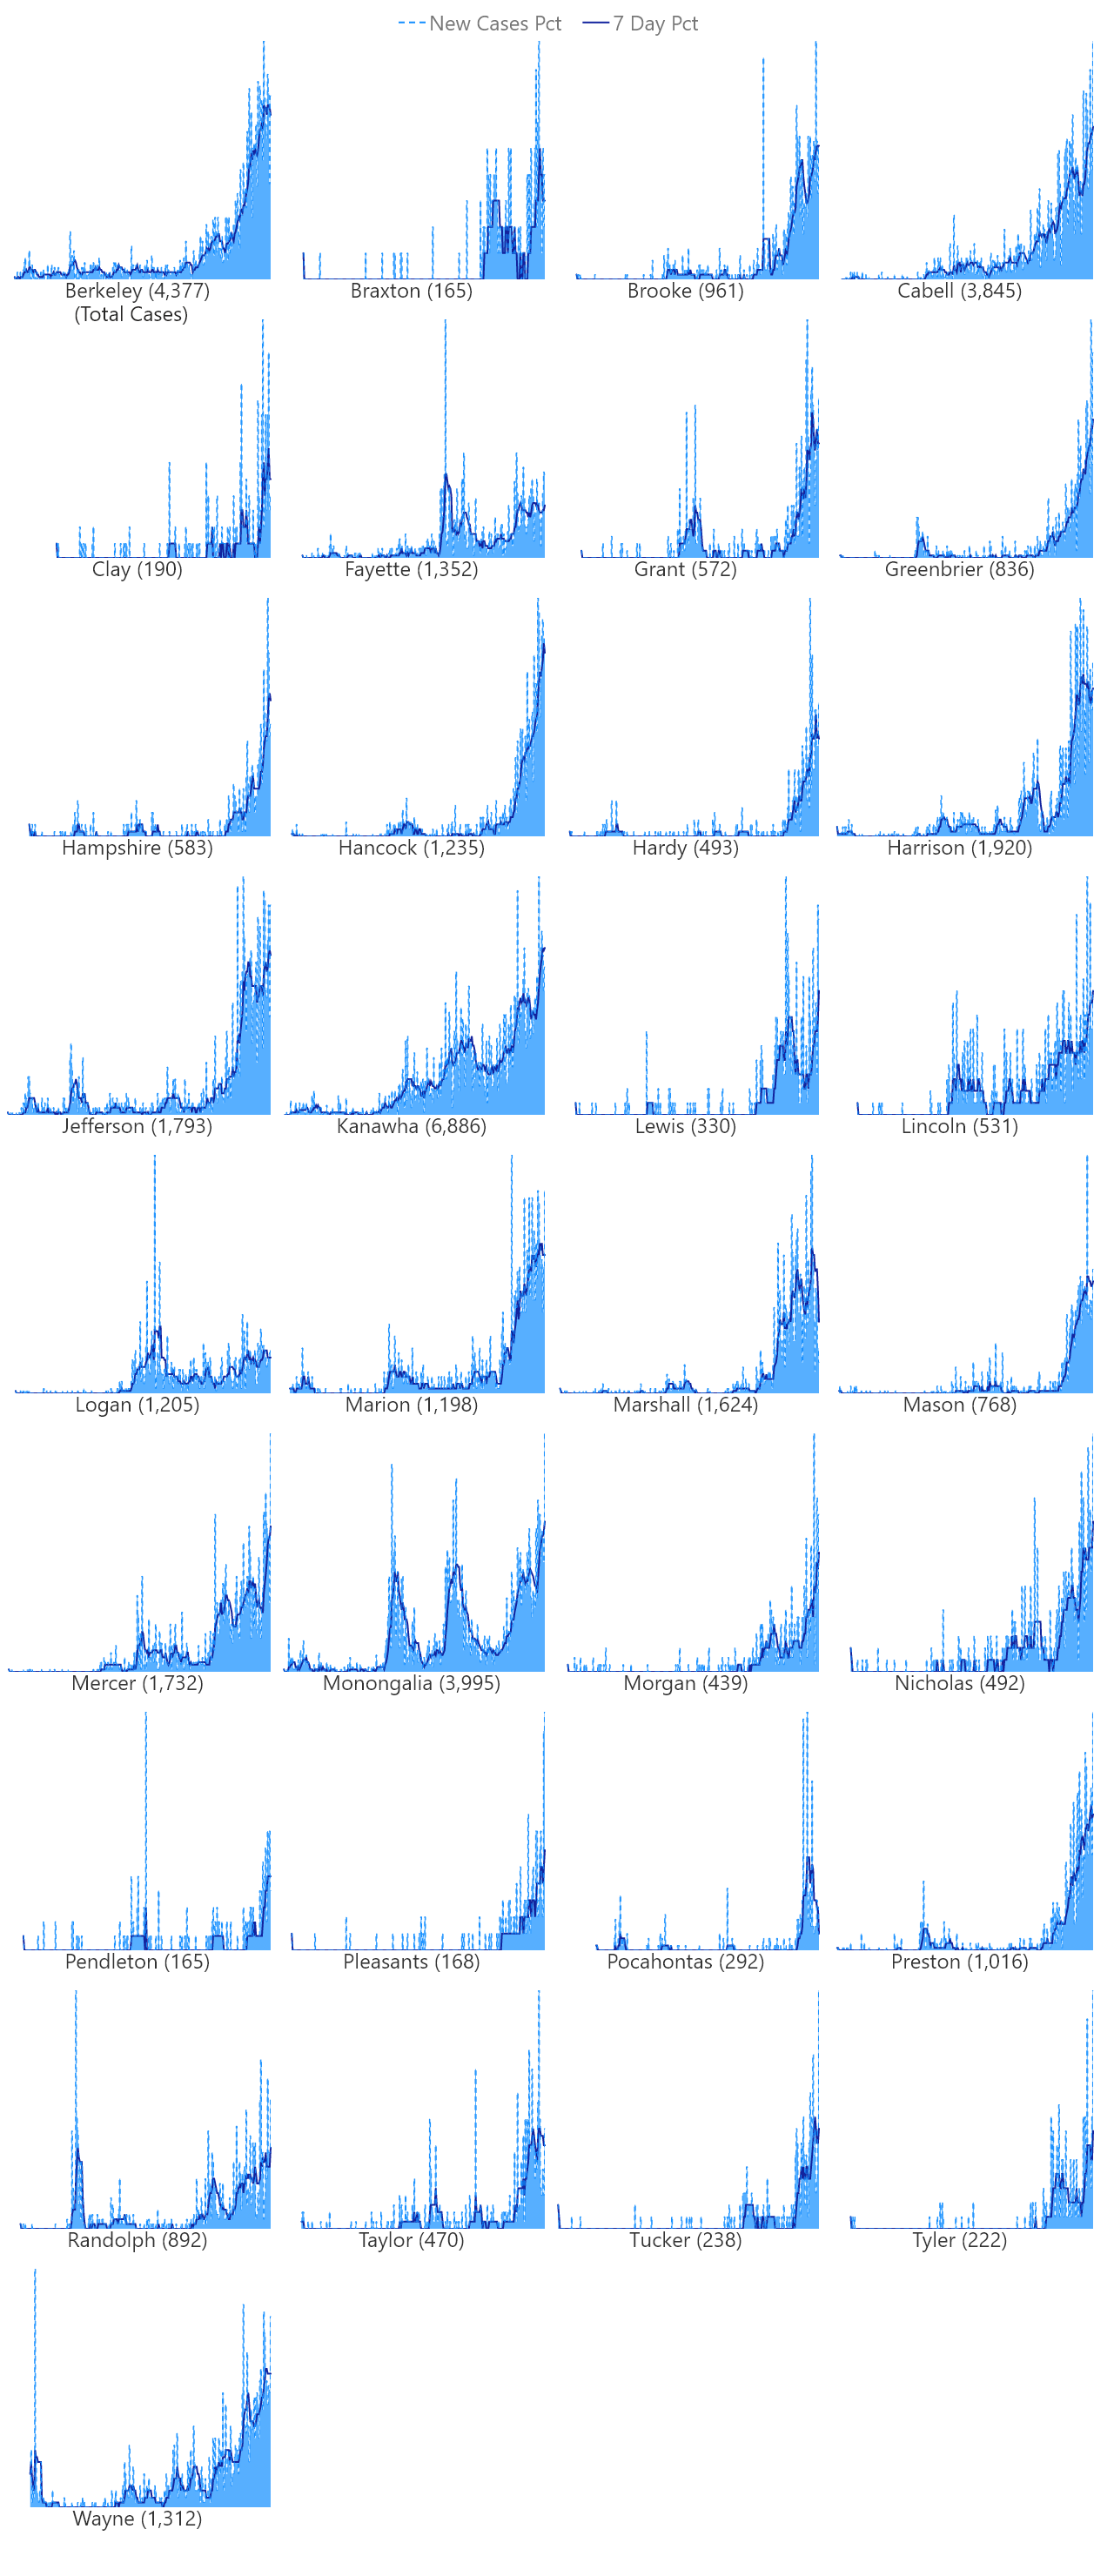 New Cases Pct 7 Day Pct
Berkeley (4,377) Braxton (165) Brooke (961) Cabell (3,845)
(Total Cases)
Clay (190) Fayette (1,352) Grant (572) Greenbrier (836)
Hampshire (583) Hancock (1,235) Hardy (493) Harrison (1,920)
Jefferson (1,793) Kanawha (6,886) Lewis (330) Lincoln (531)
Logan (1,205) Marion (1,198) Marshall (1,624) Mason (768)
Mercer (1,732) Monongalia (3,995) Morgan (439) Nicholas (492)
Pendleton (165) Pleasants (168) Pocahontas (292) Preston (1,016)
Randolph (892) Taylor (470) Tucker (238) Tyler (222)
Wayne (1,312)